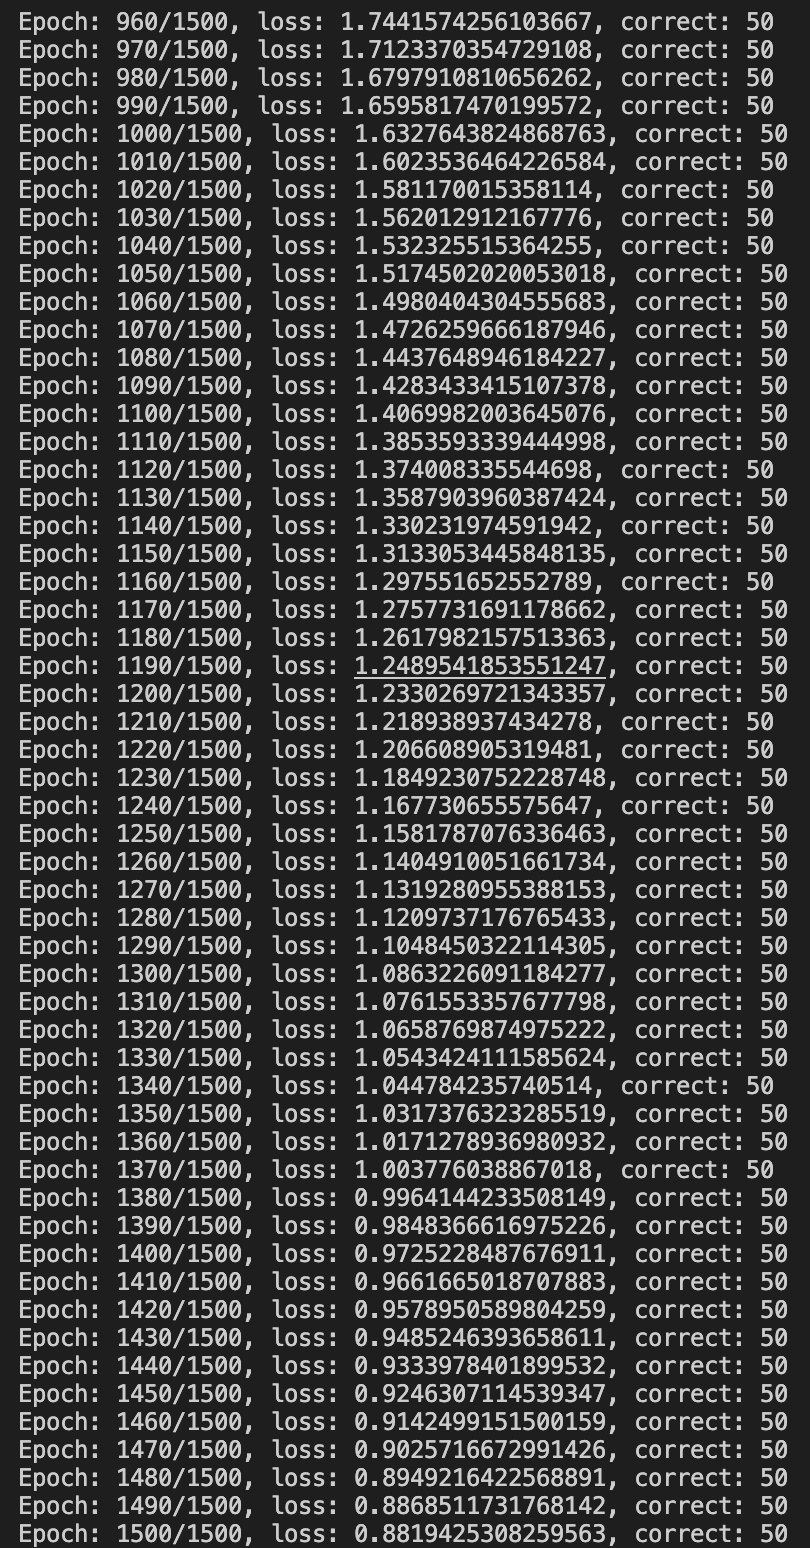 Epoch: 960/1500, loss: 1.7441574256103667, correct: 50
Epoch: 970/1500, loss: 1.7123370354729108, correct: 50
Epoch: 980/1500, loss: 1.6797910810656262, correct: 50
Epoch: 990/1500, loss: 1.6595817470199572, correct: 50
Epoch: 1000/1500, loss: 1.6327643824868763, correct: 50
Epoch: 1010/1500, loss: 1.6023536464226584, correct: 50
Epoch: 1020/1500, loss: 1.581170015358114, correct: 50
Epoch: 1030/1500, loss: 1.562012912167776, correct: 50
Epoch: 1040/1500, loss: 1.532325515364255, correct: 50
Epoch: 1050/1500, loss: 1.5174502020053018, correct: 50
Epoch: 1060/1500, loss: 1.4980404304555683, correct: 50
Epoch: 1070/1500, loss: 1.4726259666187946, correct: 50
Epoch: 1080/1500, loss: 1.4437648946184227, correct: 50
Epoch: 1090/1500, loss: 1.4283433415107378, correct: 50
Epoch: 1100/1500, loss: 1.4069982003645076, correct: 50
Epoch: 1110/1500, loss: 1.3853593339444998, correct: 50
Epoch: 1120/1500, loss: 1.374008335544698, correct: 50
Epoch: 1130/1500, loss: 1.3587903960387424, correct: 50
Epoch: 1140/1500, loss: 1.330231974591942, correct: 50
Epoch: 1150/1500, loss: 1.3133053445848135, correct: 50
Epoch: 1160/1500, loss: 1.297551652552789, correct: 50
Epoch: 1170/1500, loss: 1.2757731691178662, correct: 50
Epoch: 1180/1500, loss: 1.2617982157513363, correct: 50
Epoch: 1190/1500, loss: 1.2489541853551247, correct: 50
Epoch: 1200/1500, loss: 1.2330269721343357, correct: 50
Epoch: 1210/1500, loss: 1.218938937434278, correct: 50
Epoch: 1220/1500, loss: 1.206608905319481, correct: 50
Epoch: 1230/1500, loss: 1.1849230752228748, correct: 50
Epoch: 1240/1500, loss: 1.167730655575647, correct: 50
Epoch: 1250/1500, loss: 1.1581787076336463, correct: 50
Epoch: 1260/1500, loss: 1.1404910051661734, correct: 50
Epoch: 1270/1500, loss: 1.1319280955388153, correct: 50
Epoch: 1280/1500, loss: 1.1209737176765433, correct: 50
Epoch: 1290/1500, loss: 1.1048450322114305, correct: 50
Epoch: 1300/1500, loss: 1.0863226091184277, correct: 50
Epoch: 1310/1500, loss: 1.0761553357677798, correct: 50
Epoch: 1320/1500, loss: 1.0658769874975222, correct: 50
Epoch: 1330/1500, loss: 1.0543424111585624, correct: 50
Epoch: 1340/1500, loss: 1.044784235740514, correct: 50
Epoch: 1350/1500, loss: 1.0317376323285519, correct: 50
Epoch: 1360/1500, loss: 1.0171278936980932, correct: 50
Epoch: 1370/1500, loss: 1.003776038867018, correct: 50
Epoch: 1380/1500, loss: 0.9964144233508149, correct: 50
Epoch: 1390/1500, loss: 0.9848366616975226, correct: 50
Epoch: 1400/1500, loss: 0.9725228487676911, correct: 50
Epoch: 1410/1500, loss: 0.9661665018707883, correct: 50
Epoch: 1420/1500, loss: 0.9578950589804259, correct: 50
Epoch: 1430/1500, loss: 0.9485246393658611, correct: 50
Epoch: 1440/1500, loss: 0.9333978401899532, correct: 50
Epoch: 1450/1500, loss: 0.9246307114539347, correct: 50
Epoch: 1460/1500, loss: 0.9142499151500159, correct: 50
Epoch: 1470/1500, loss: 0.9025716672991426, correct: 50
Epoch: 1480/1500, loss: 0.8949216422568891, correct: 50
Epoch: 1490/1500, loss: 0.8868511731768142, correct: 50
Epoch: 1500/1500, loss: 0.8819425308259563, correct: 50